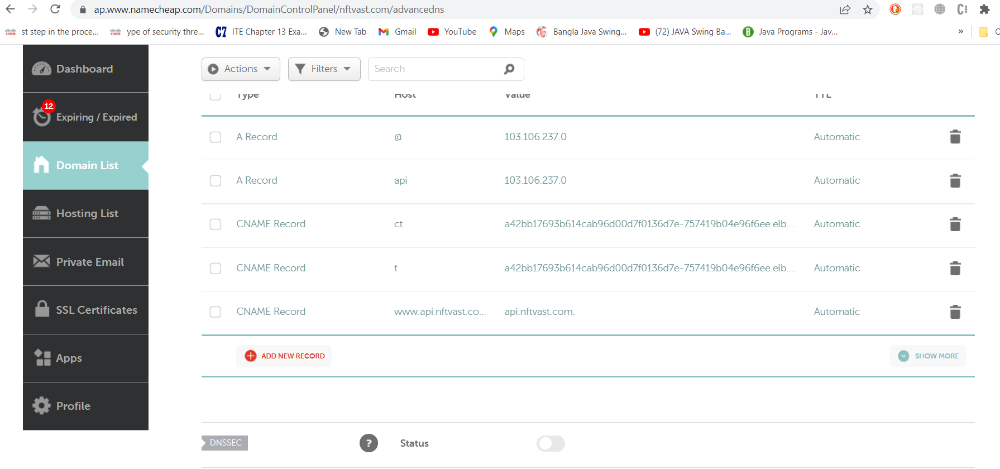 ap.www.namecheap.com/Domains/DomainControlPanel/nftvast.com/advancedns
st step in the proce... ype of security thre... C7 ITE Chapter 13 Exa... New Tab Gmail YouTube Maps Bangla Java Swing... (72) JAVA Swing Ba... B Java Programs - Jav... »
Dashboard
12
Expiring / Expired
Domain List
Hosting List
Private Email
SSL Certificates
Apps
Profile
Actions Filters Search
Type Host Value TTL
A Record @ 103.106.237.0 Automatic
A Record api 103.106.237.0 Automatic
CNAME Record ct a42bb17693b614cab96d00d7f0136d7e-757419b04e96f6ee.elb.... Automatic
CNAME Record t a42bb17693b614cab96d00d7f0136d7e-757419b04e96f6ee.elb.... Automatic
CNAME Record www.api.nftvast.co... api.nftvast.com. Automatic
ADD NEW RECORD SHOW MORE
DNSSEC ? Status